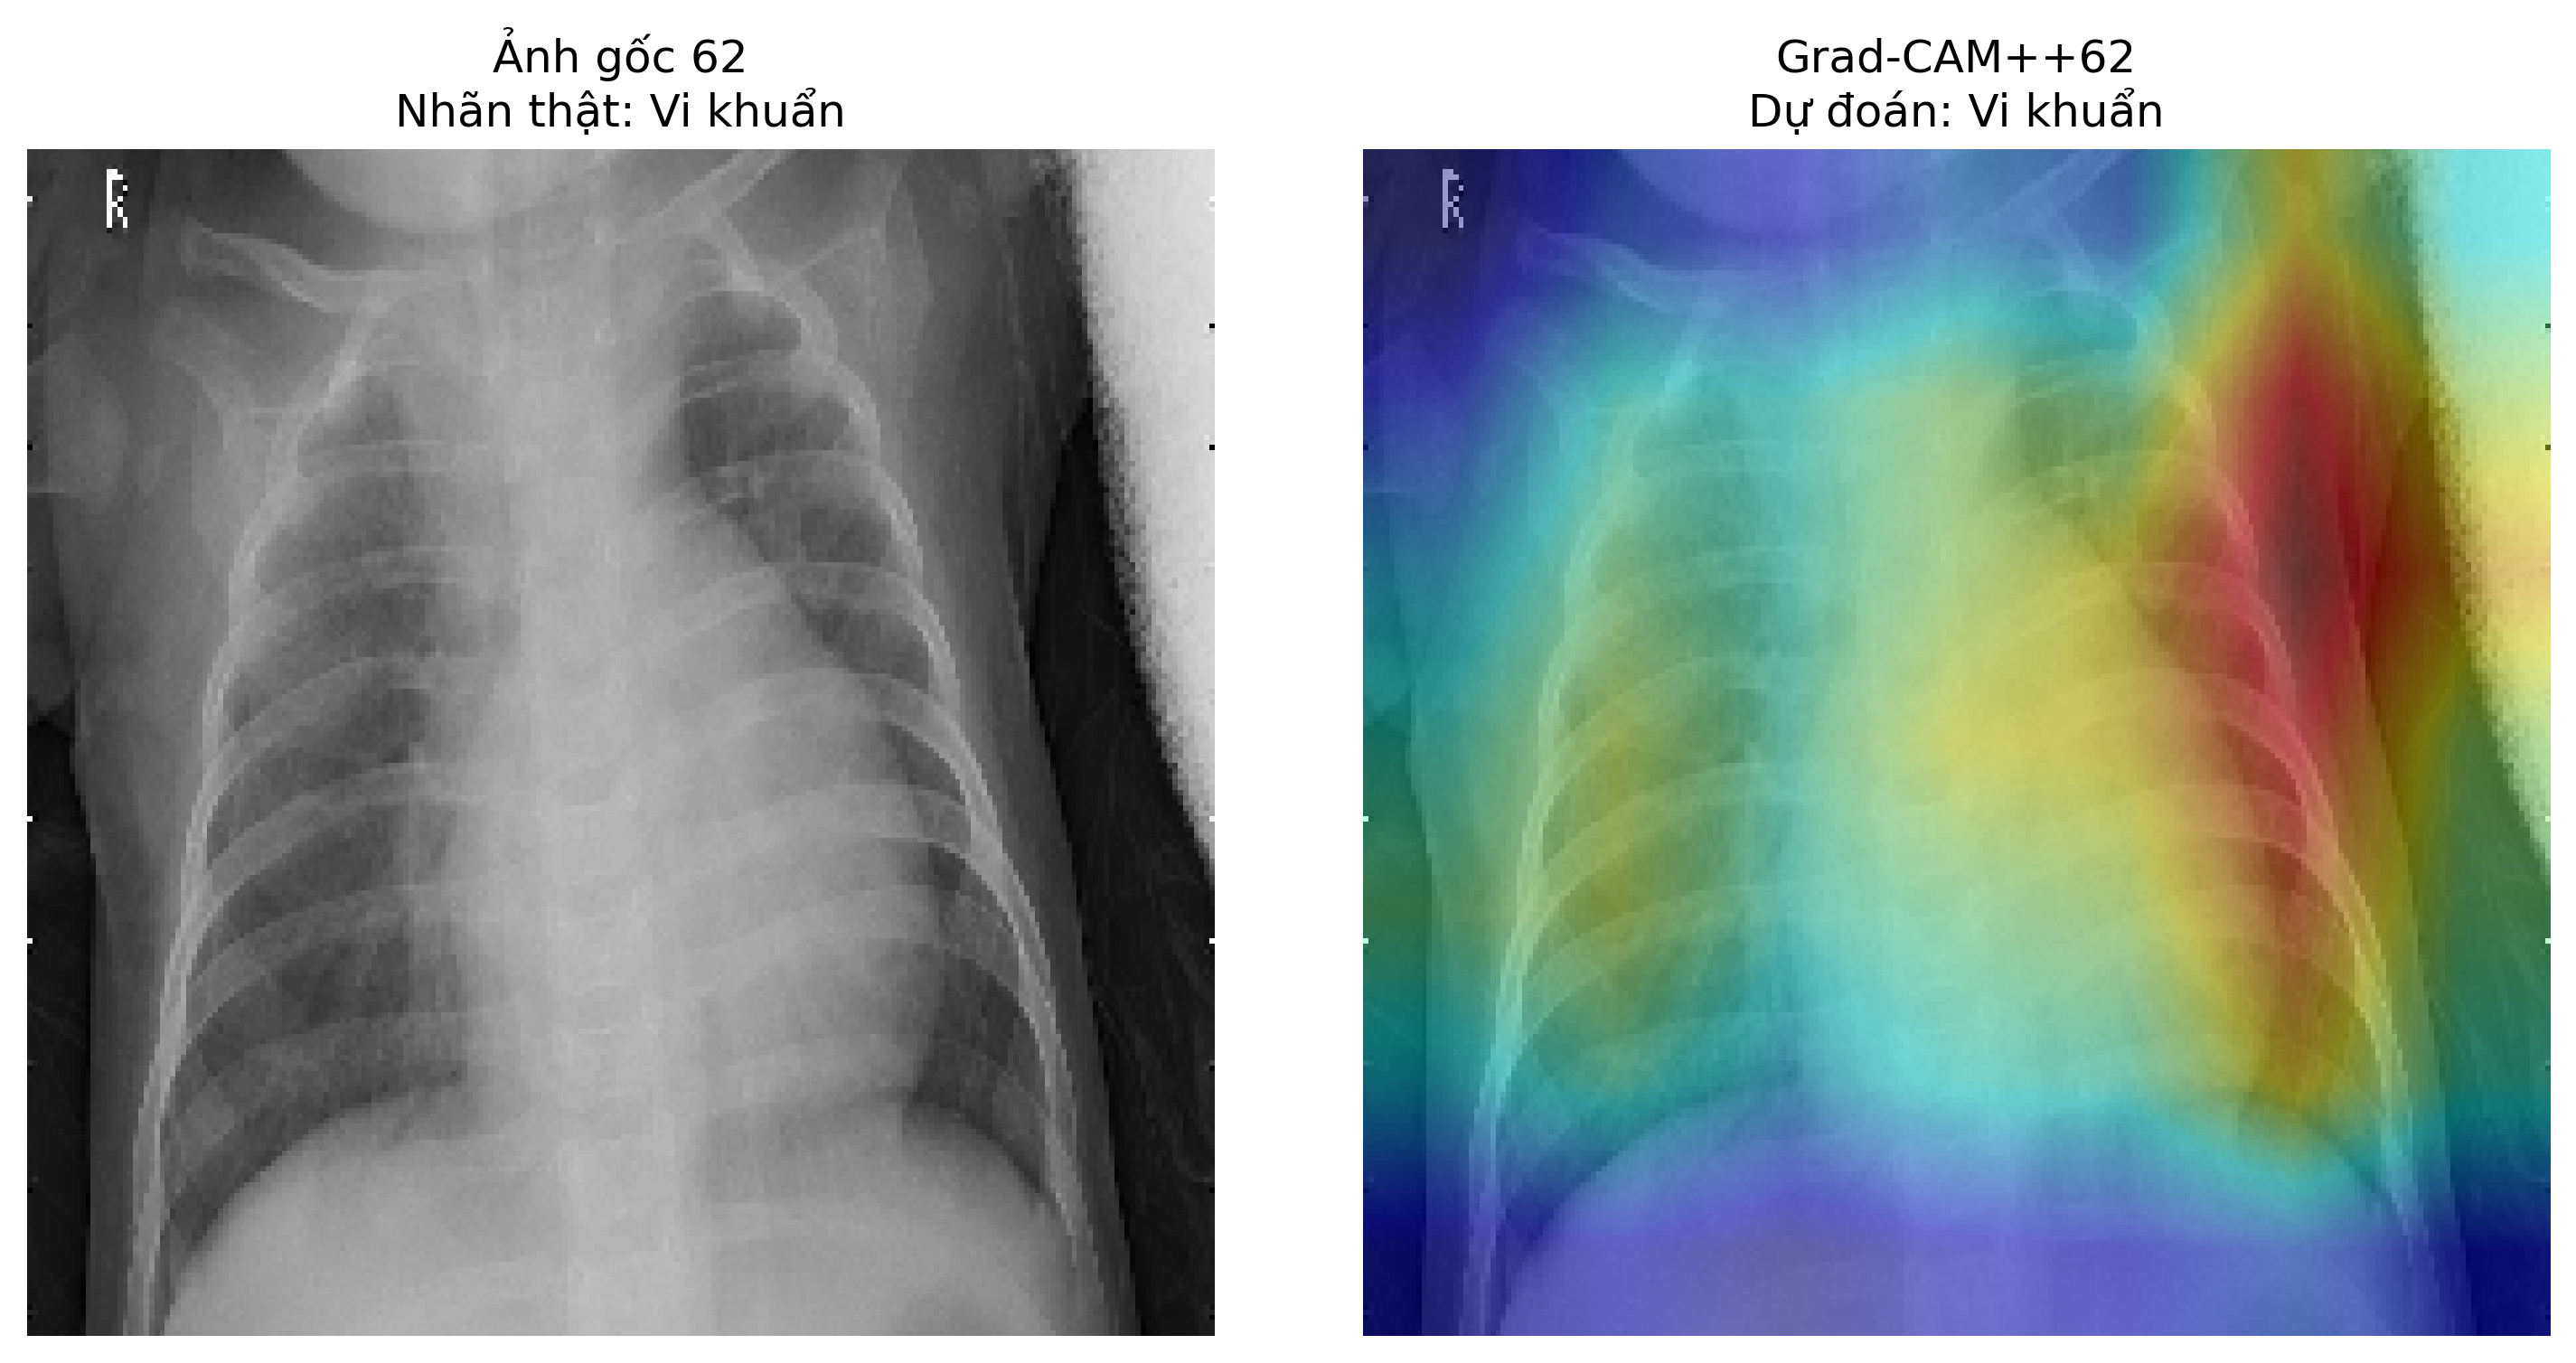 Ảnh gốc 62
Nhãn thật: Vi khuẩn
Grad-CAM++62
Dự đoán: Vi khuẩn
R
R